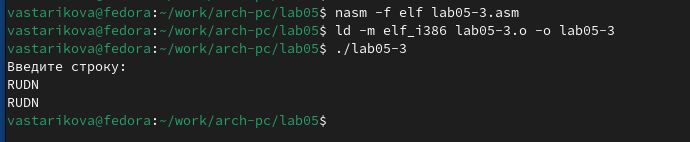 vastarikova@fedora:~/work/arch-pc/lab05$ nasm -f elf lab05-3.asm
vastarikova@fedora:~/work/arch-pc/lab05$ ld -m elf_i386 lab05-3.o -o lab05-3
vastarikova@fedora:~/work/arch-pc/lab05$ ./lab05-3
Введите строку:
RUDN
RUDN
vastarikova@fedora:~/work/arch-pc/lab05$